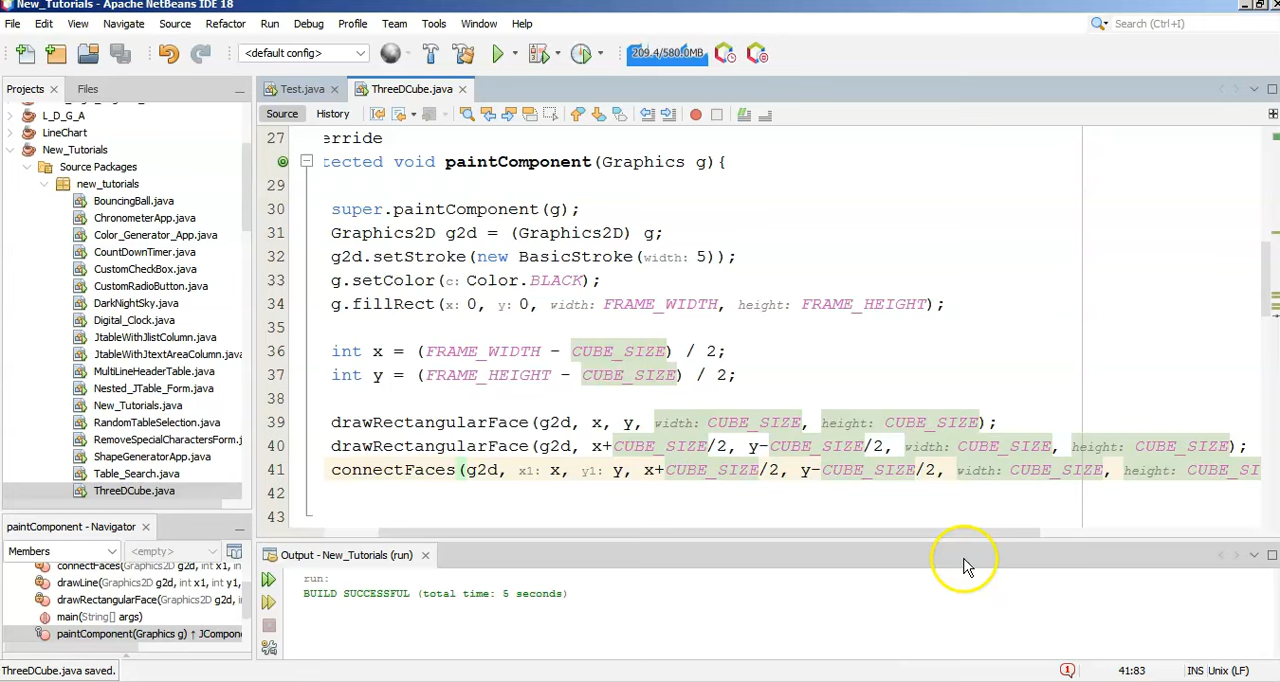 New_Tutorials - Apache NetBeans IDE 18
File Edit View Navigate Source Refactor Run Debug Profile Team Tools Window Help
Search (Ctrl+I)
<default config>
209.4/580.0MB
Projects Files
Test.java ThreeDCube.java
Source History
L_D_G_A
LineChart
New_Tutorials
Source Packages
new_tutorials
BouncingBall.java
ChronometerApp.java
Color_Generator_App.java
CountDownTimer.java
CustomCheckBox.java
CustomRadioButton.java
DarkNightSky.java
Digital_Clock.java
JtableWithJlistColumn.java
JtableWithJtextAreaColumn.java
MultiLineHeaderTable.java
Nested_JTable_Form.java
New_Tutorials.java
RandomTableSelection.java
RemoveSpecialCharactersForm.j
ShapeGeneratorApp.java
Table_Search.java
ThreeDCube.java
27 erride
tected void paintComponent(Graphics g){
29
30 super.paintComponent(g);
31 Graphics2D g2d = (Graphics2D) g;
32 g2d.setStroke(new BasicStroke(width: 5));
33 g.setColor(c: Color.BLACK);
34 g.fillRect(x: 0, y: 0, width: FRAME_WIDTH, height: FRAME_HEIGHT);
35
36 int x = (FRAME_WIDTH - CUBE_SIZE) / 2;
37 int y = (FRAME_HEIGHT - CUBE_SIZE) / 2;
38
39 drawRectangularFace(g2d, x, y, width: CUBE_SIZE, height: CUBE_SIZE);
40 drawRectangularFace(g2d, x+CUBE_SIZE/2, y-CUBE_SIZE/2, width: CUBE_SIZE, height: CUBE_SIZE);
41 connectFaces(g2d, x1: x, y1: y, x+CUBE_SIZE/2, y-CUBE_SIZE/2, width: CUBE_SIZE, height: CUBE_SI
42
43
paintComponent - Navigator
Members <empty>
connectFaces(Graphics2D g2d, int x1
drawLine(Graphics2D g2d, int x1, int y1,
drawRectangularFace(Graphics2D g2d,
main(String[] args)
paintComponent(Graphics g) ↑ JCompone
Output - New_Tutorials (run)
run:
BUILD SUCCESSFUL (total time: 5 seconds)
ThreeDCube.java saved.
1 41:83 INS Unix (LF)